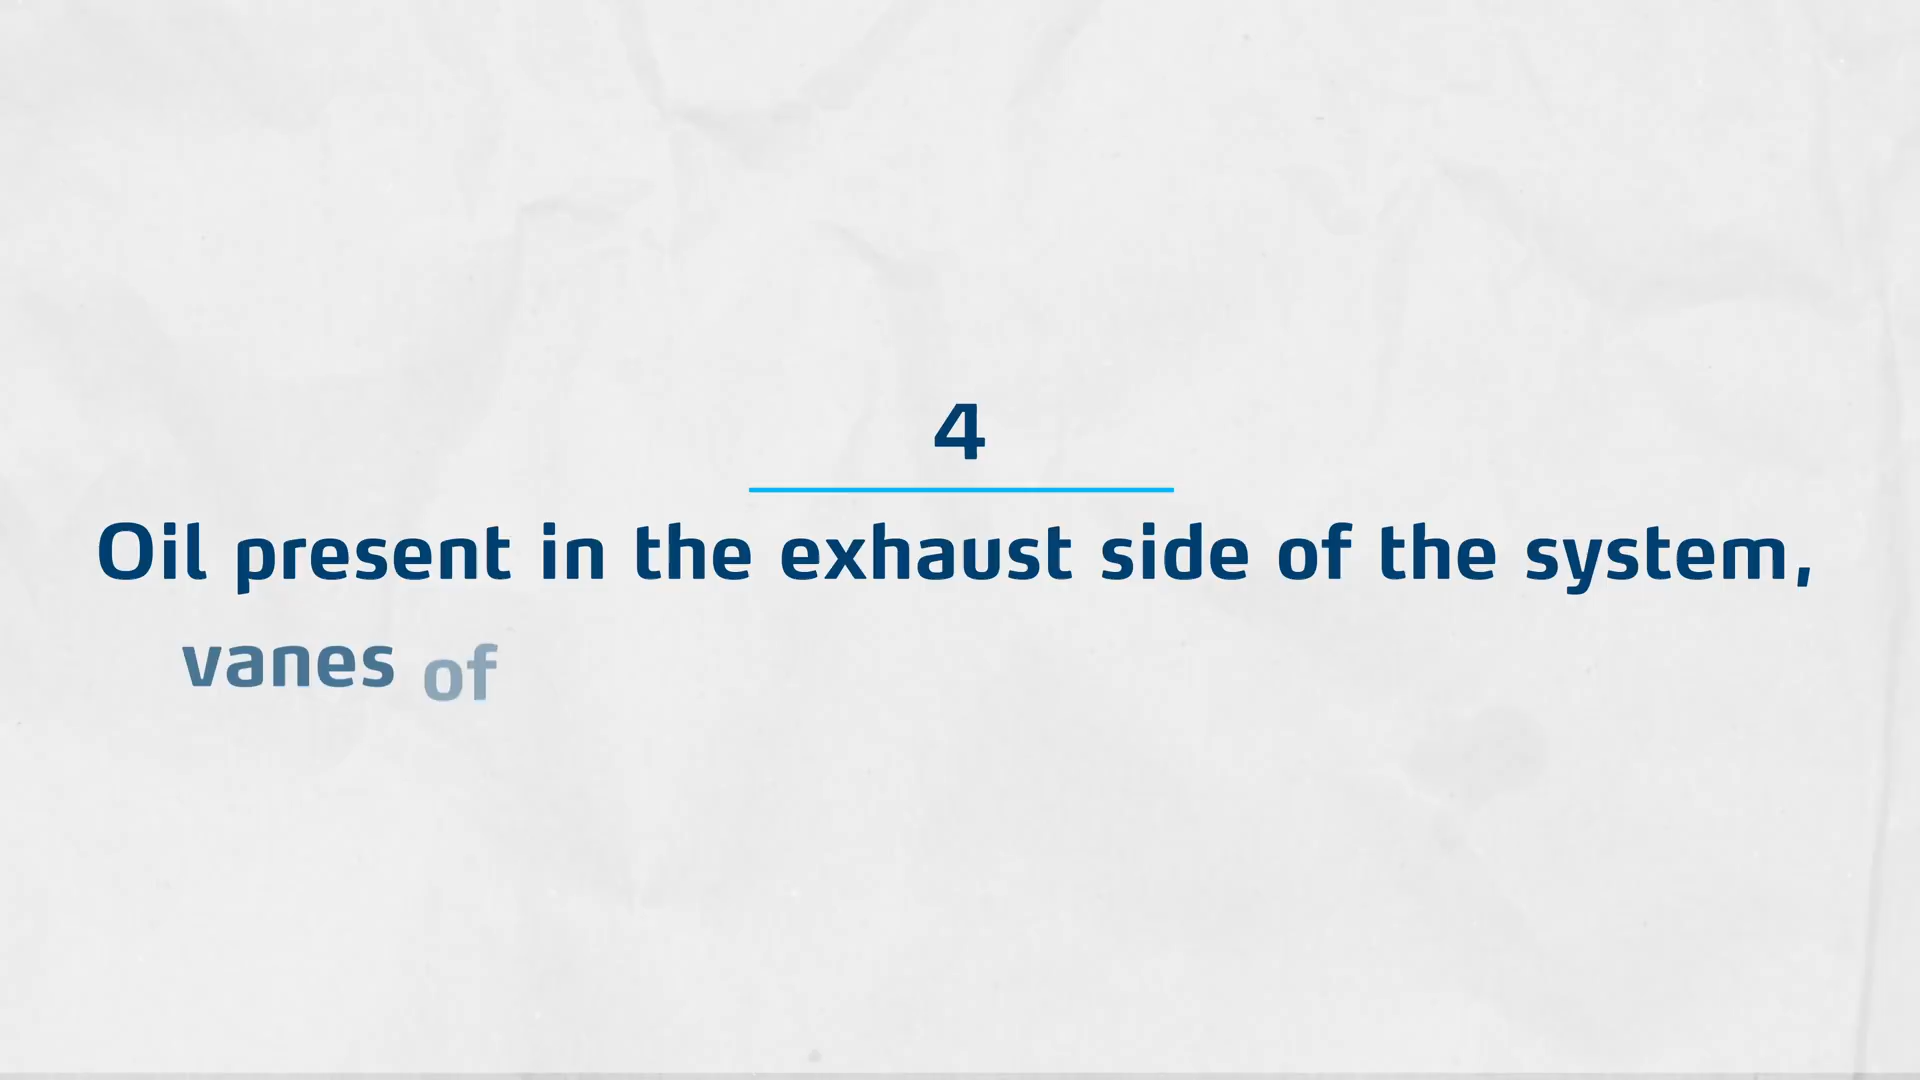 4
Oil present in the exhaust side of the system,
vanes of